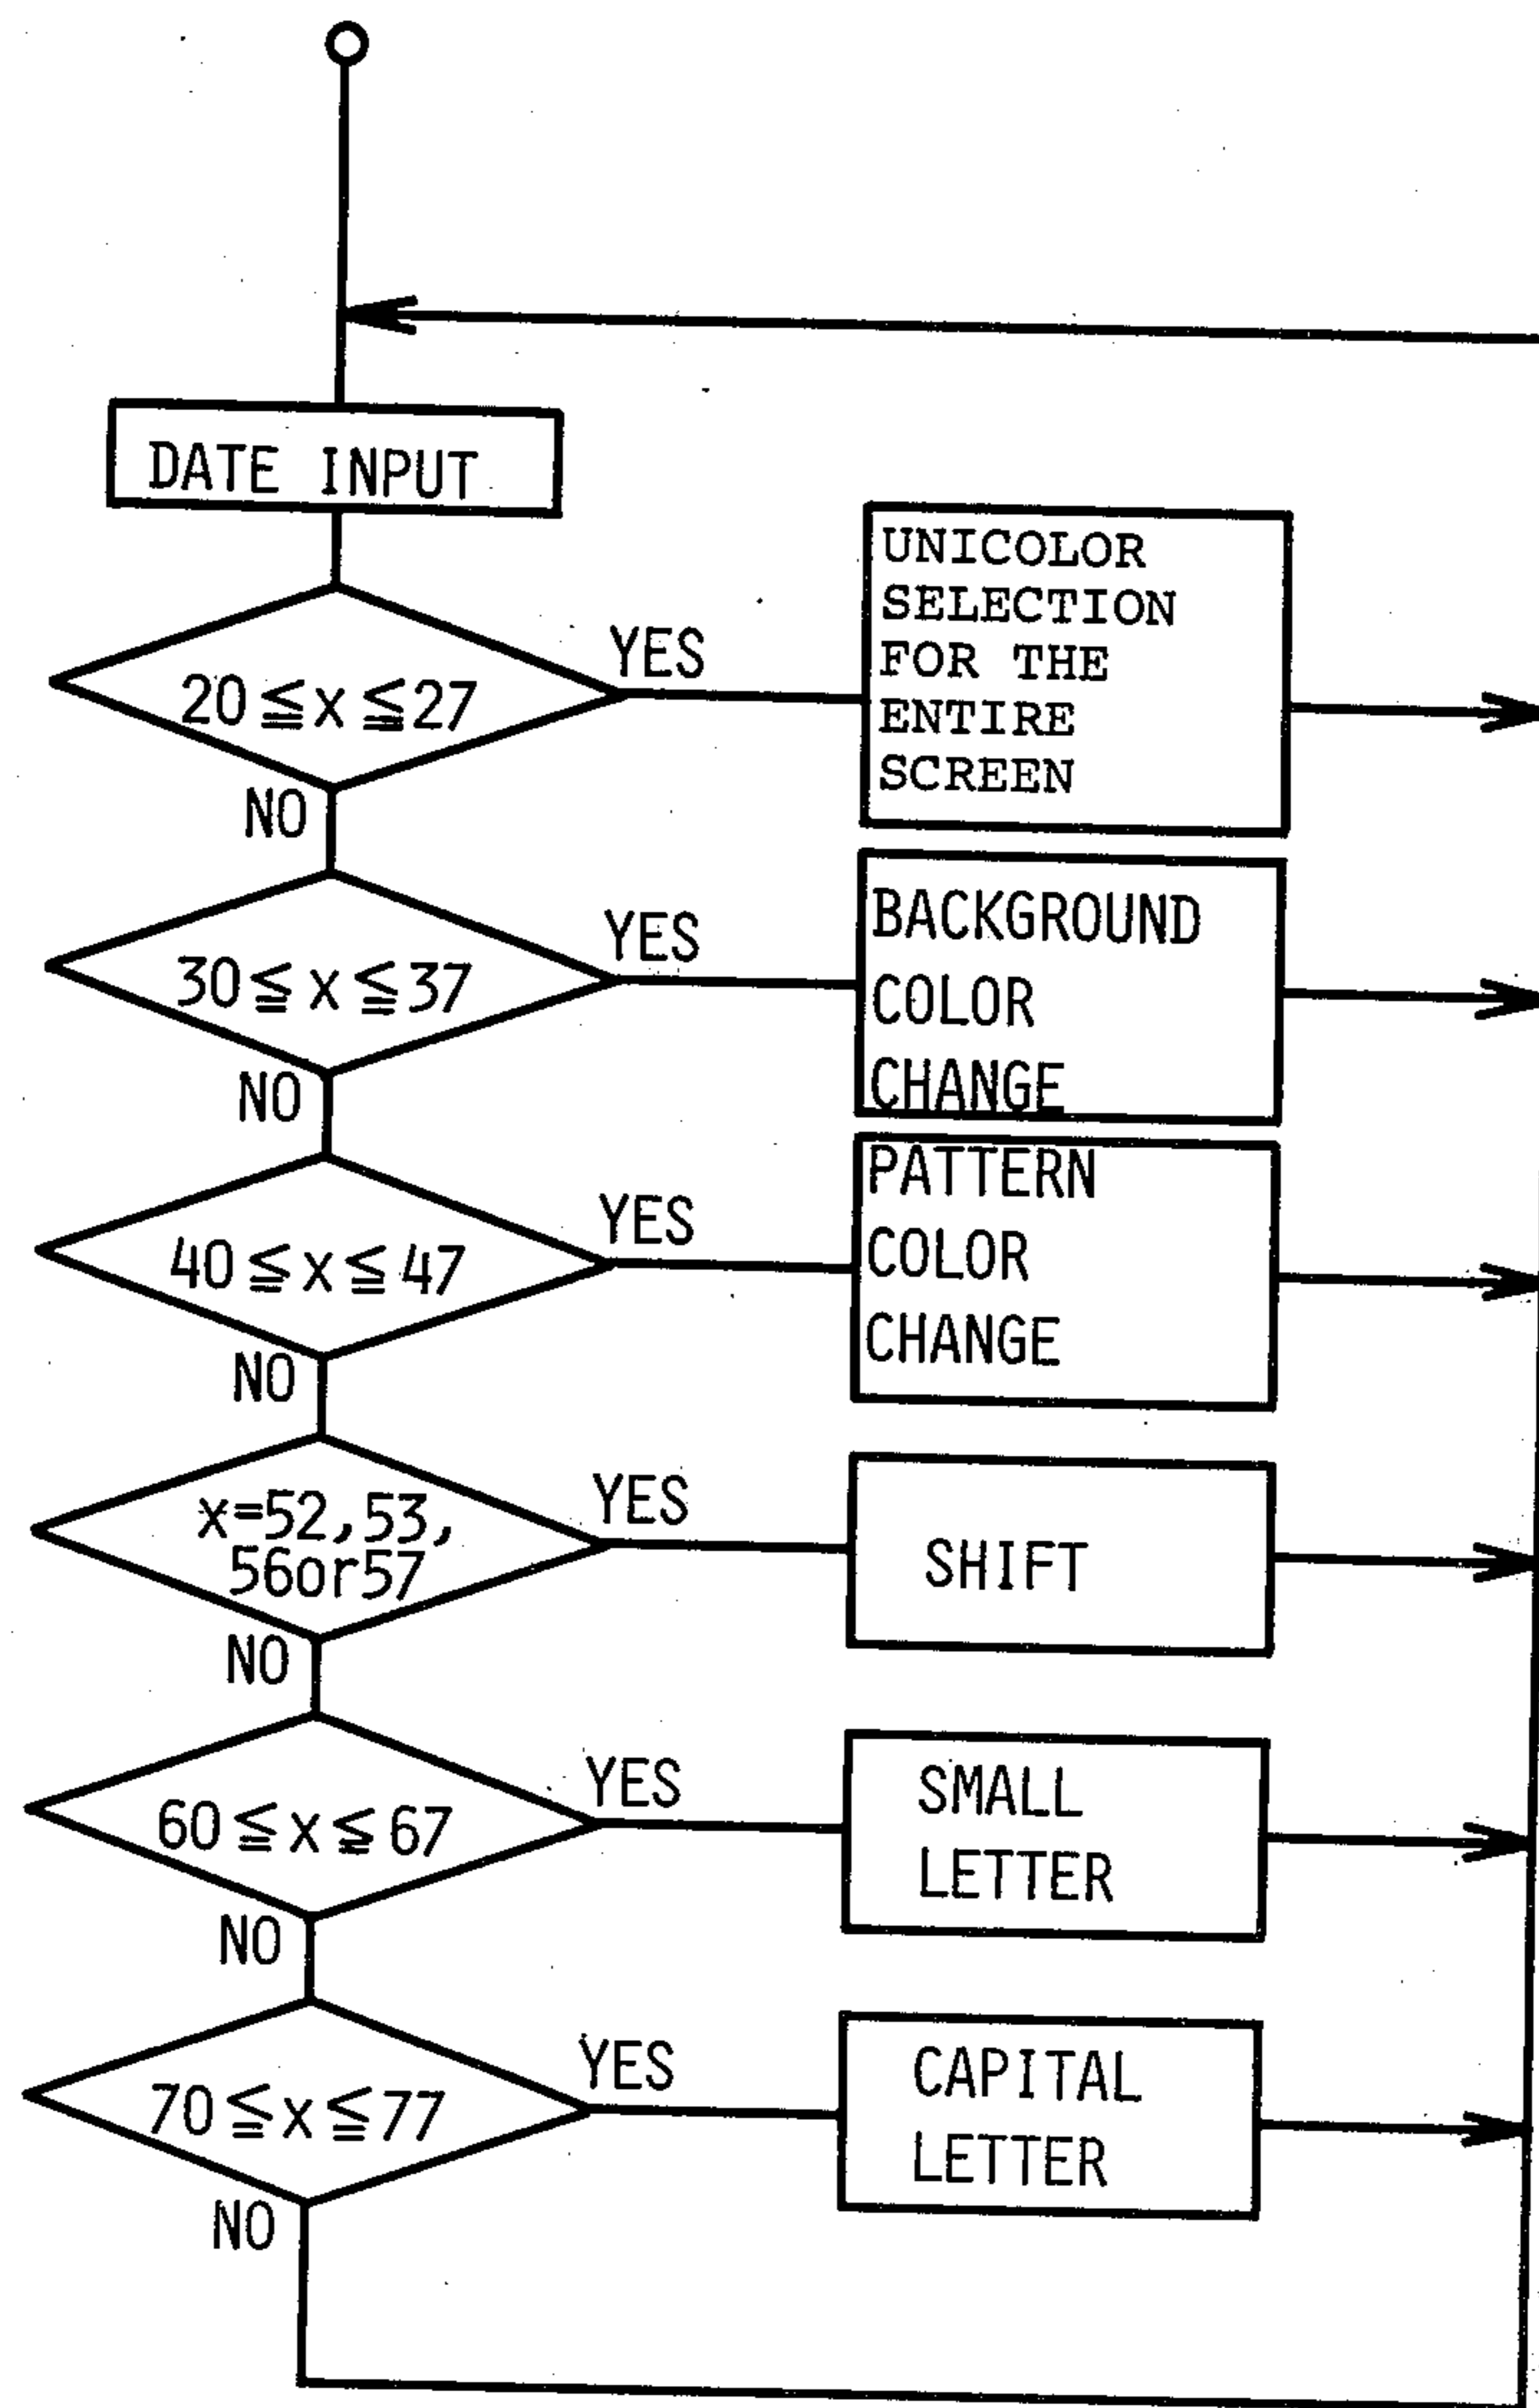 DATE INPUT
20≦x≦27
YES
UNICOLOR
SELECTION
FOR THE
ENTIRE
SCREEN
NO
30≦x≦37
YES
BACKGROUND
COLOR
CHANGE
NO
40≦x≦47
YES
PATTERN
COLOR
CHANGE
NO
x=52,53,
56or57
YES
SHIFT
NO
60≦x≦67
YES
SMALL
LETTER
NO
70≦x≦77
YES
CAPITAL
LETTER
NO